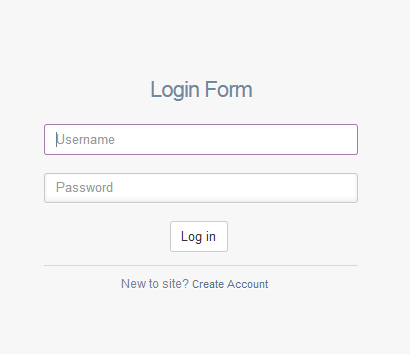 Login Form
Username
Password
Log in
New to site? Create Account